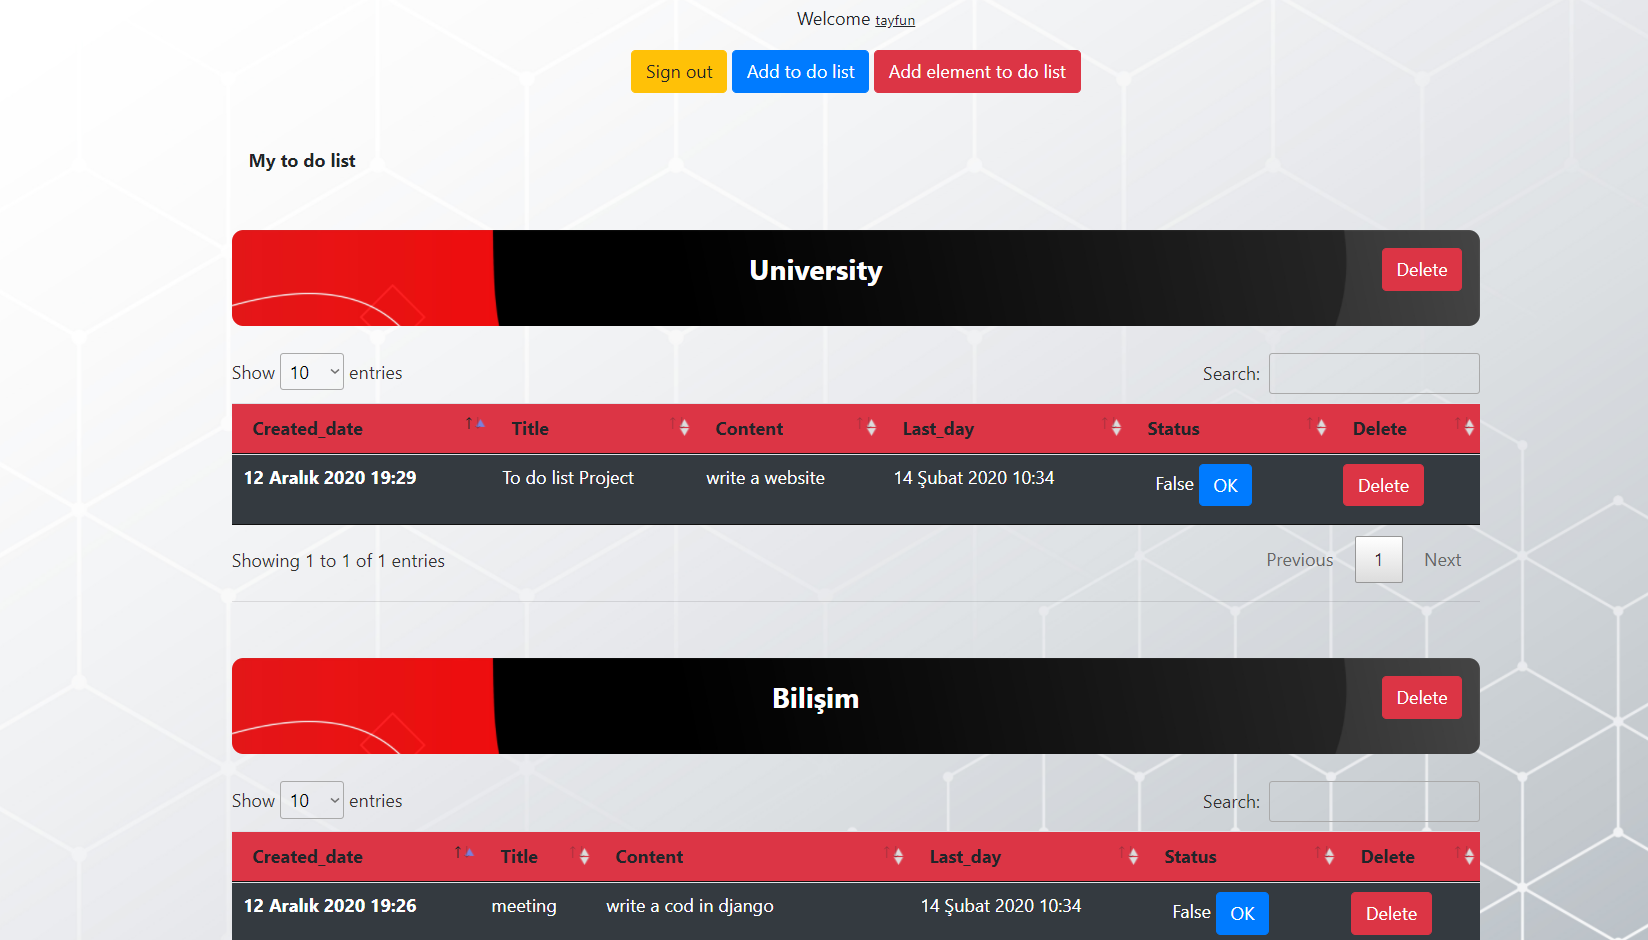 Welcome tayfun
Sign out Add to do list Add element to do list
My to do list
University Delete
Show 10 entries Search:
Created_date Title Content Last_day Status Delete
12 Aralık 2020 19:29 To do list Project write a website 14 Şubat 2020 10:34 False OK Delete
Showing 1 to 1 of 1 entries Previous 1 Next
Bilişim Delete
Show 10 entries Search:
Created_date Title Content Last_day Status Delete
12 Aralık 2020 19:26 meeting write a cod in django 14 Şubat 2020 10:34 False OK Delete